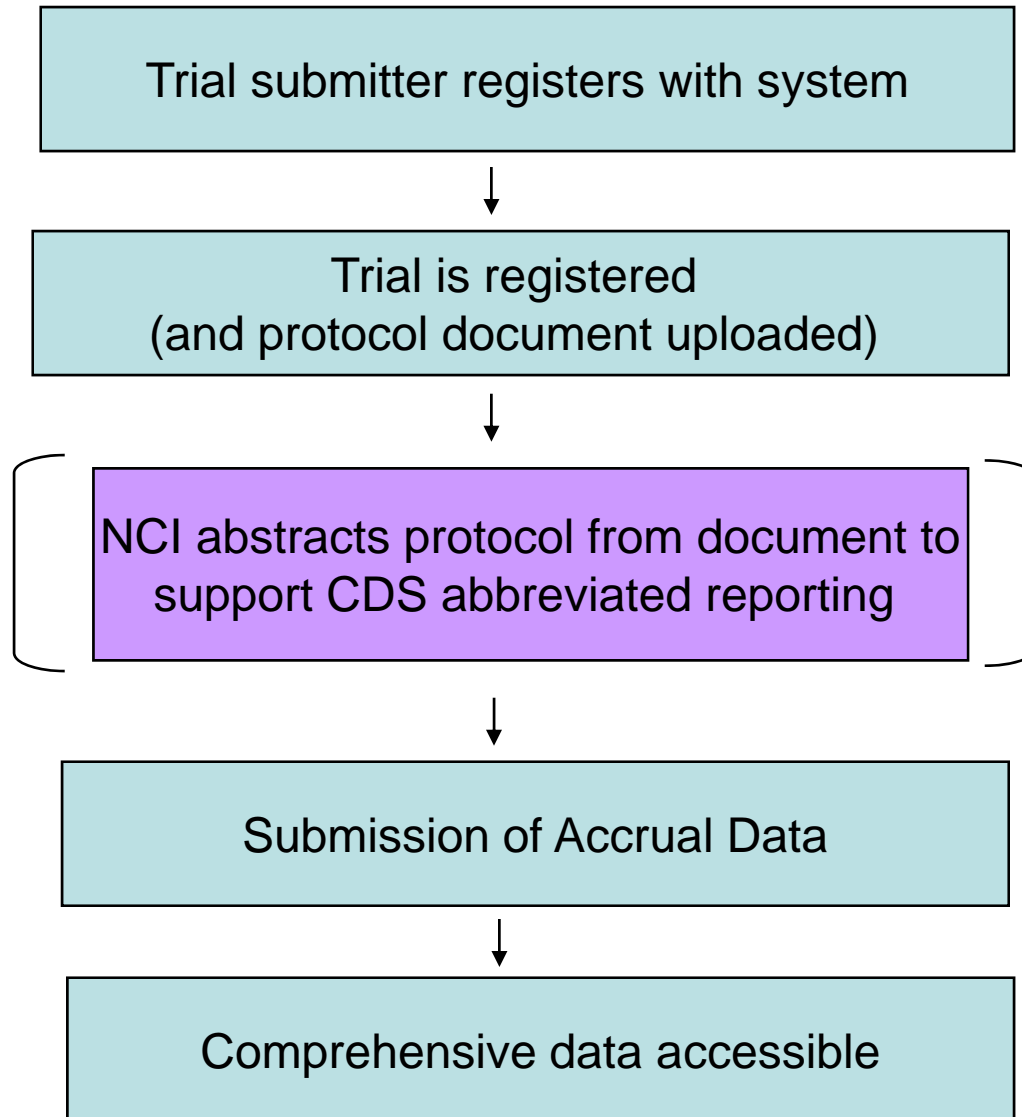 Trial submitter registers with system
Trial is registered
(and protocol document uploaded)
NCI abstracts protocol from document to
support CDS abbreviated reporting
Submission of Accrual Data
Comprehensive data accessible